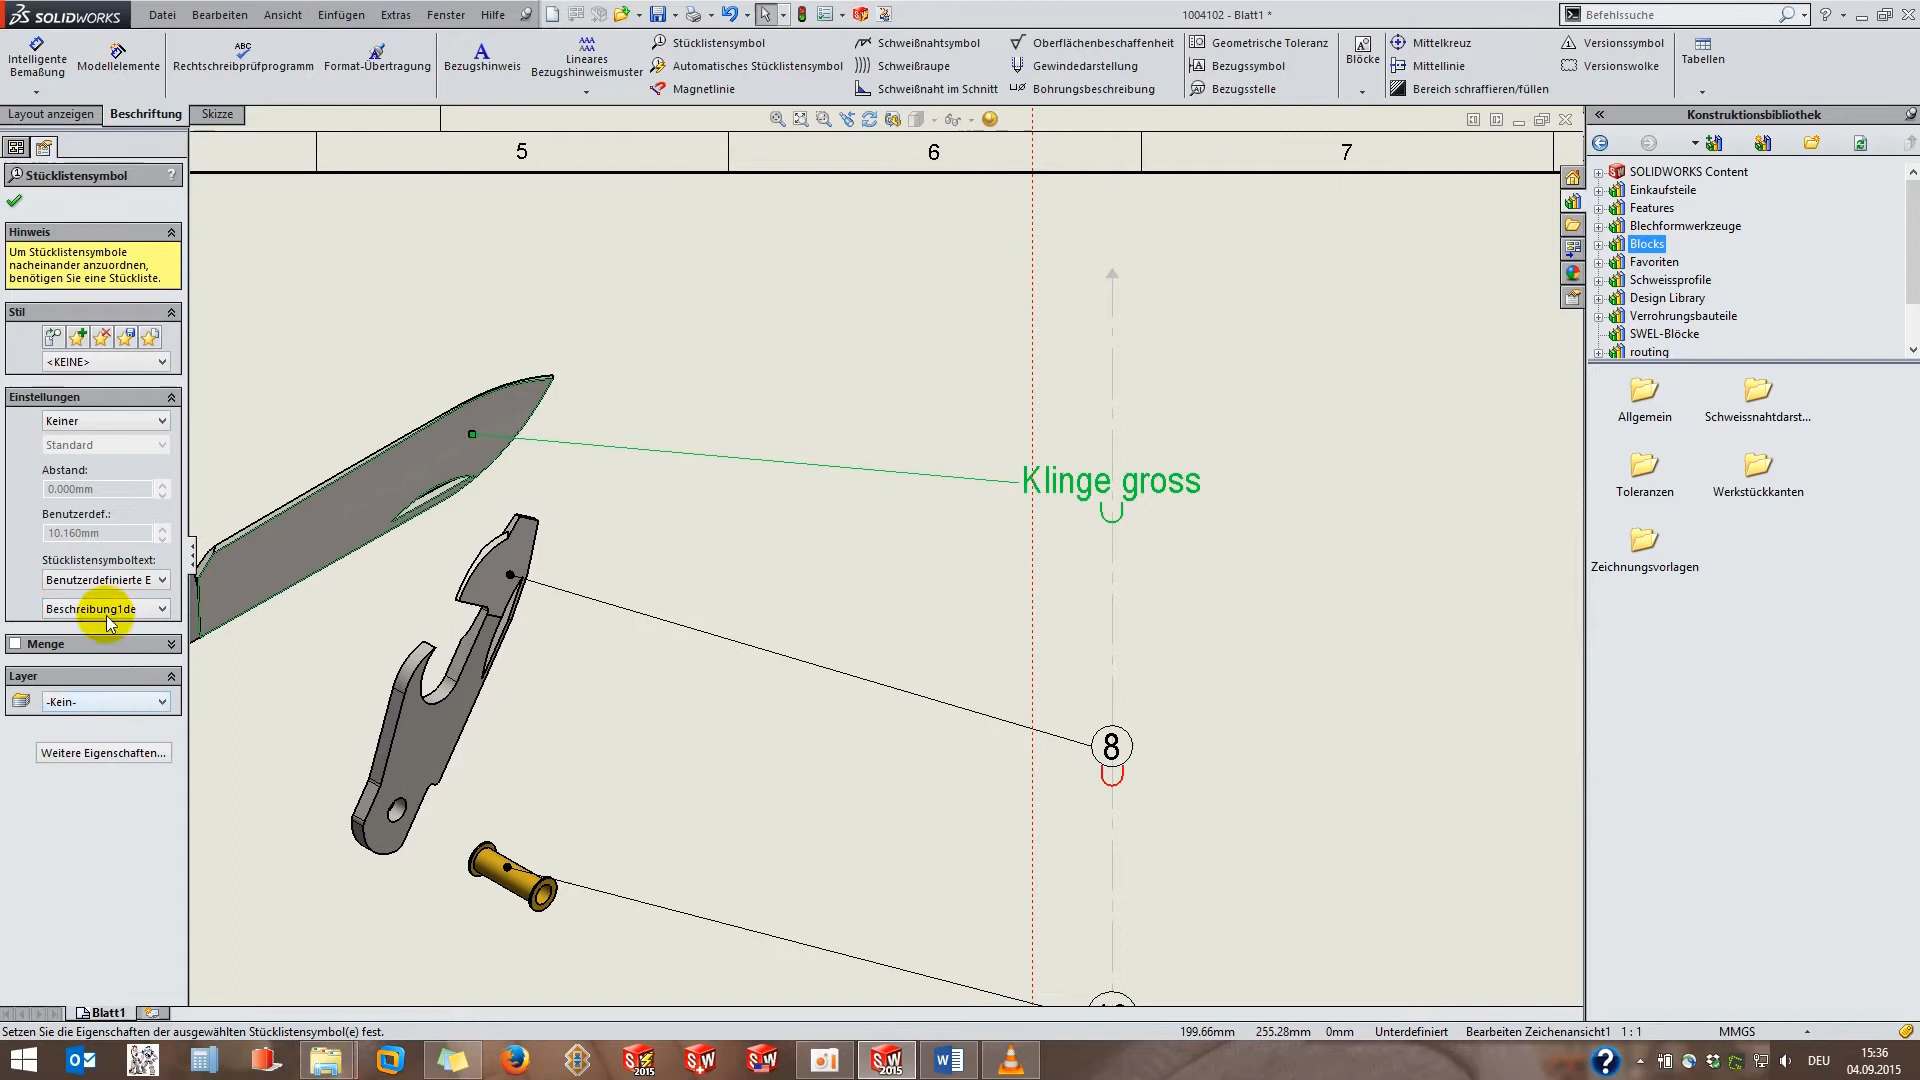 SOLIDWORKS
Datei Bearbeiten Ansicht Einfügen Extras Fenster Hilfe
1004102 - Blatt1 *
Befehlssuche
Intelligente Bemaßung
Modellelemente
Rechtschreibprüfprogramm
Format-Übertragung
Bezugshinweis
Lineares Bezugshinweismuster
Stücklistensymbol
Automatisches Stücklistensymbol
Magnetlinie
Schweißnahtsymbol
Schweißraupe
Schweißnaht im Schnitt
Oberflächenbeschaffenheit
Gewindedarstellung
Bohrungsbeschreibung
Geometrische Toleranz
Bezugssymbol
Bezugsstelle
Blöcke
Mittelkreuz
Mittellinie
Bereich schraffieren/füllen
Versionssymbol
Versionswolke
Tabellen
Layout anzeigen Beschriftung Skizze
Stücklistensymbol ?
Hinweis
Um Stücklistensymbole
nacheinander anzuordnen,
benötigen Sie eine Stückliste.
Stil
<KEINE>
Einstellungen
Keiner
Standard
Abstand:
0.000mm
Benutzerdef.:
10.160mm
Stücklistensymboltext:
Benutzerdefinierte E
Beschreibung1de
Menge
Layer
-Kein-
Weitere Eigenschaften...
5 6 7
Klinge gross
8
Konstruktionsbibliothek
SOLIDWORKS Content
Einkaufsteile
Features
Blechformwerkzeuge
Blocks
Favoriten
Schweissprofile
Design Library
Verrohrungsbauteile
SWEL-Blöcke
routing
Allgemein
Schweissnahtdarst...
Toleranzen
Werkstückkanten
Zeichnungsvorlagen
Blatt1
Setzen Sie die Eigenschaften der ausgewählten Stücklistensymbol(e) fest.
199.66mm 255.28mm 0mm Unterdefiniert Bearbeiten Zeichenansicht1 1 : 1 MMGS
DEU
15:36
04.09.2015